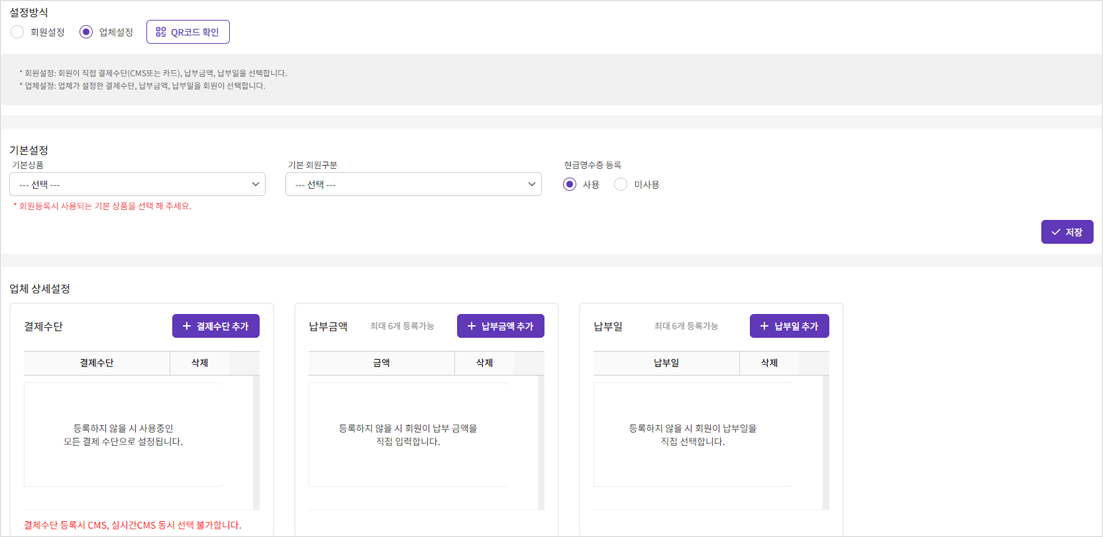 설정방식
회원설정 업체설정 QR코드 확인
* 회원설정: 회원이 직접 결제수단(CMS또는 카드), 납부금액, 납부일을 선택합니다.
* 업체설정: 업체가 설정한 결제수단, 납부금액, 납부일을 회원이 선택합니다.
기본설정
기본상품 기본 회원구분 현금영수증 등록
--- 선택 --- --- 선택 --- 사용 미사용
* 회원등록시 사용되는 기본 상품을 선택 해 주세요.
저장
업체 상세설정
결제수단 + 결제수단 추가
결제수단 삭제
등록하지 않을 시 사용중인
모든 결제 수단으로 설정됩니다.
결제수단 등록시 CMS, 실시간CMS 동시 선택 불가합니다.
납부금액 최대 6개 등록가능 + 납부금액 추가
금액 삭제
등록하지 않을 시 회원이 납부 금액을
직접 입력합니다.
납부일 최대 6개 등록가능 + 납부일 추가
납부일 삭제
등록하지 않을 시 회원이 납부일을
직접 선택합니다.